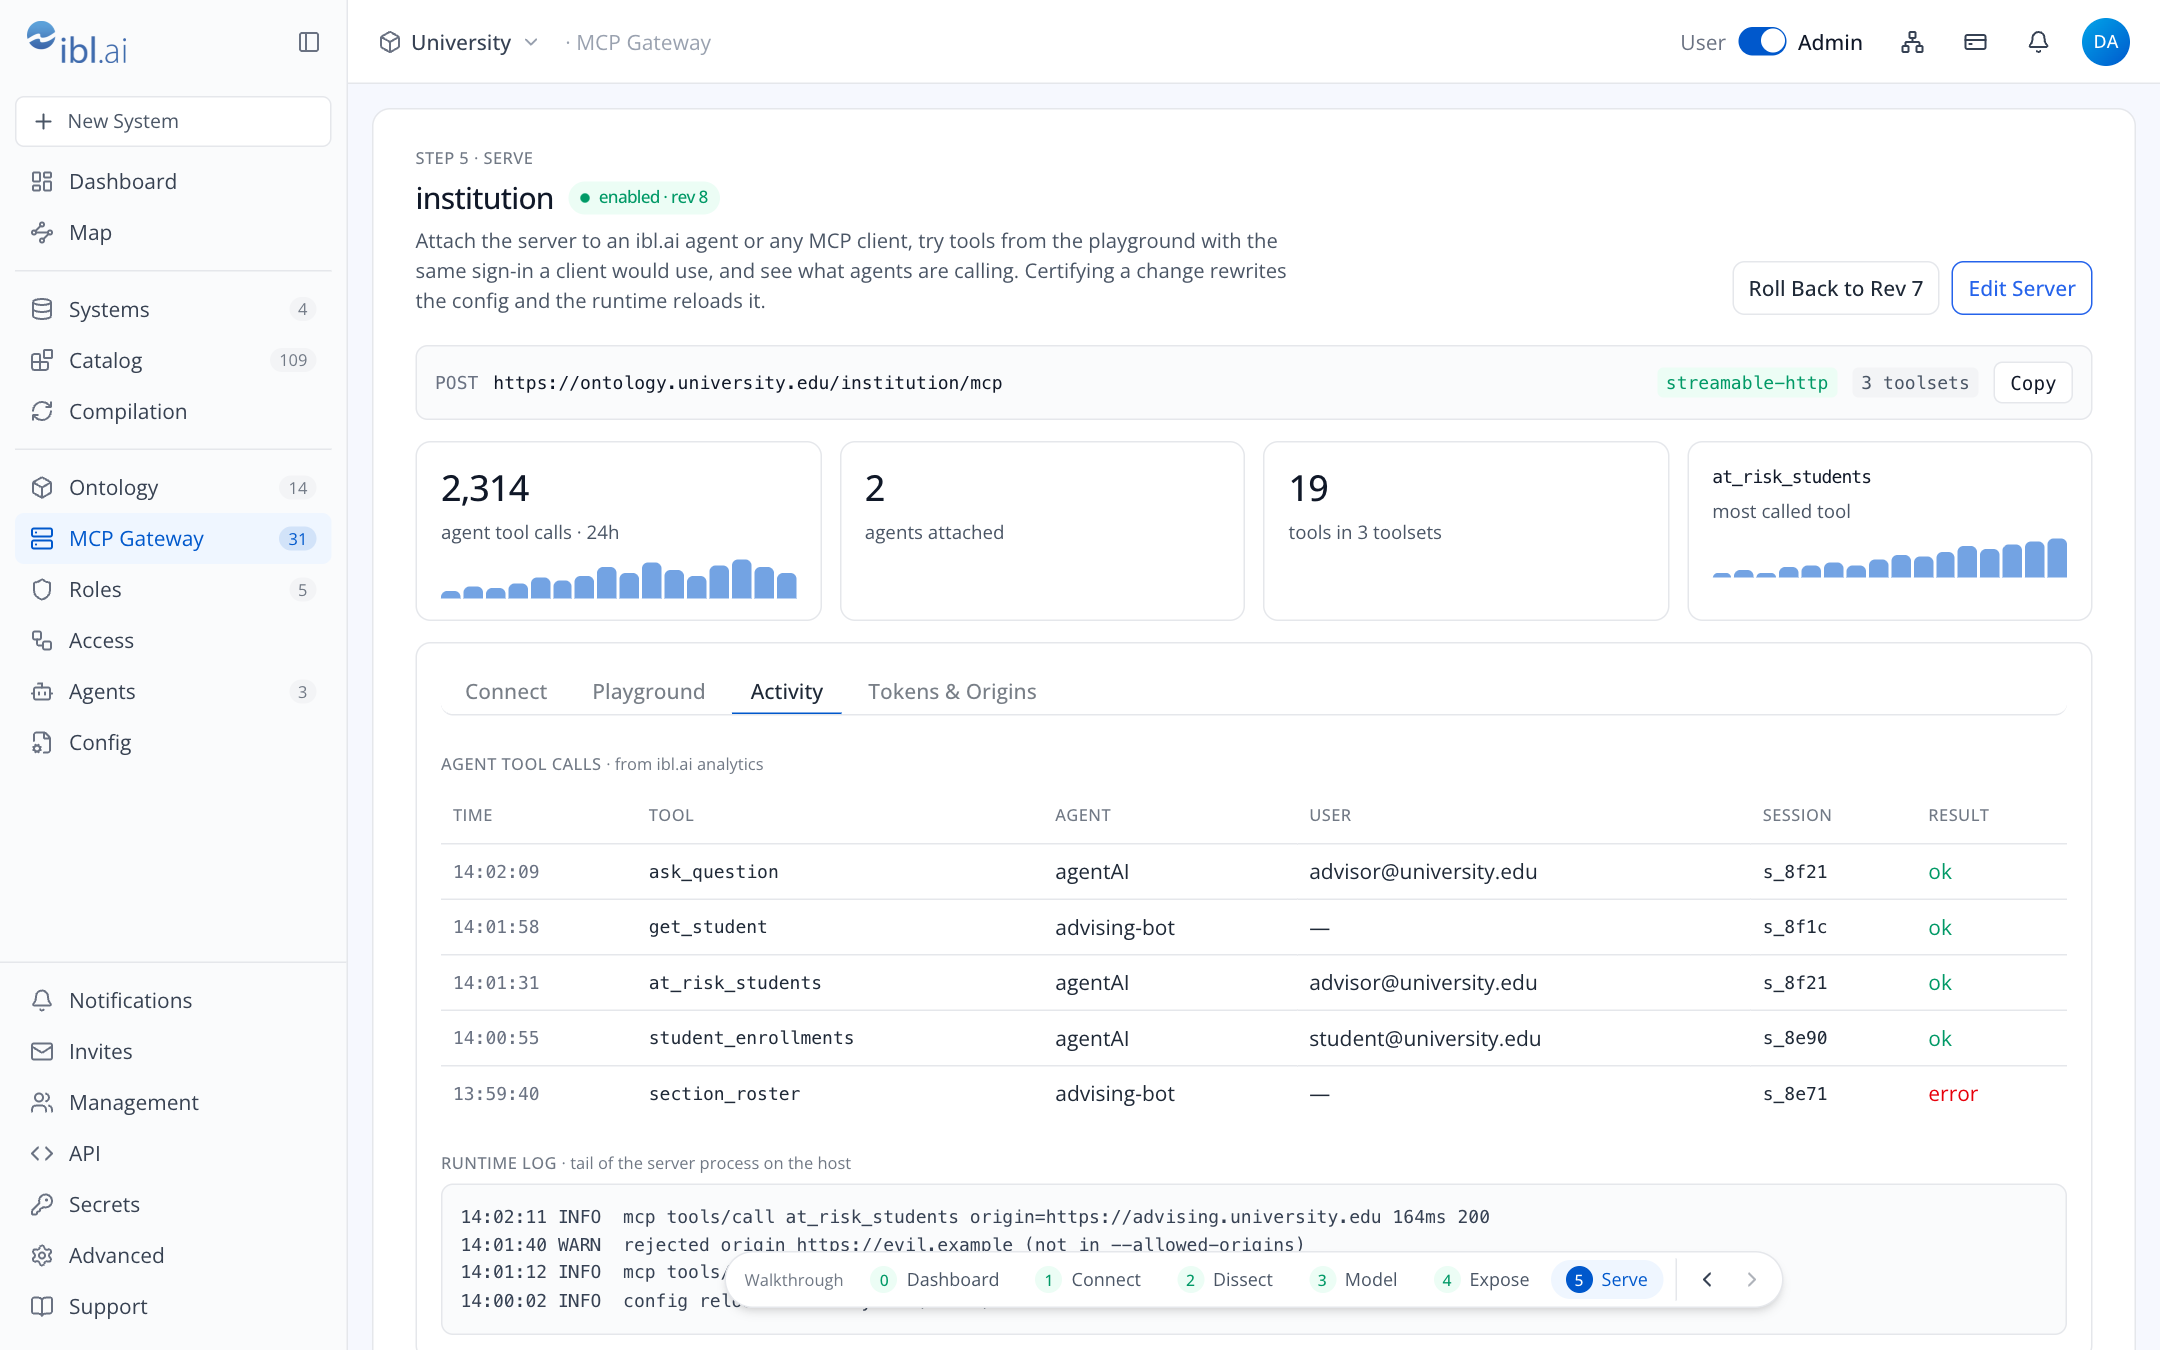 ibl.ai
New System
Dashboard
Map
Systems 4
Catalog 109
Compilation
Ontology 14
MCP Gateway 31
Roles 5
Access
Agents 3
Config
Notifications
Invites
Management
API
Secrets
Advanced
Support
University · MCP Gateway
User Admin DA
STEP 5 · SERVE
institution enabled · rev 8
Attach the server to an ibl.ai agent or any MCP client, try tools from the playground with the
same sign-in a client would use, and see what agents are calling. Certifying a change rewrites
the config and the runtime reloads it.
Roll Back to Rev 7 Edit Server
POST https://ontology.university.edu/institution/mcp streamable-http 3 toolsets Copy
2,314
agent tool calls · 24h
2
agents attached
19
tools in 3 toolsets
at_risk_students
most called tool
Connect Playground Activity Tokens & Origins
AGENT TOOL CALLS · from ibl.ai analytics
TIME TOOL AGENT USER SESSION RESULT
14:02:09 ask_question agentAI advisor@university.edu s_8f21 ok
14:01:58 get_student advising-bot — s_8f1c ok
14:01:31 at_risk_students agentAI advisor@university.edu s_8f21 ok
14:00:55 student_enrollments agentAI student@university.edu s_8e90 ok
13:59:40 section_roster advising-bot — s_8e71 error
RUNTIME LOG · tail of the server process on the host
14:02:11 INFO mcp tools/call at_risk_students origin=https://advising.university.edu 164ms 200
14:01:40 WARN rejected origin https://evil.example (not in --allowed-origins)
14:01:12 INFO mcp tools/
14:00:02 INFO config
Walkthrough 0 Dashboard 1 Connect 2 Dissect 3 Model 4 Expose 5 Serve